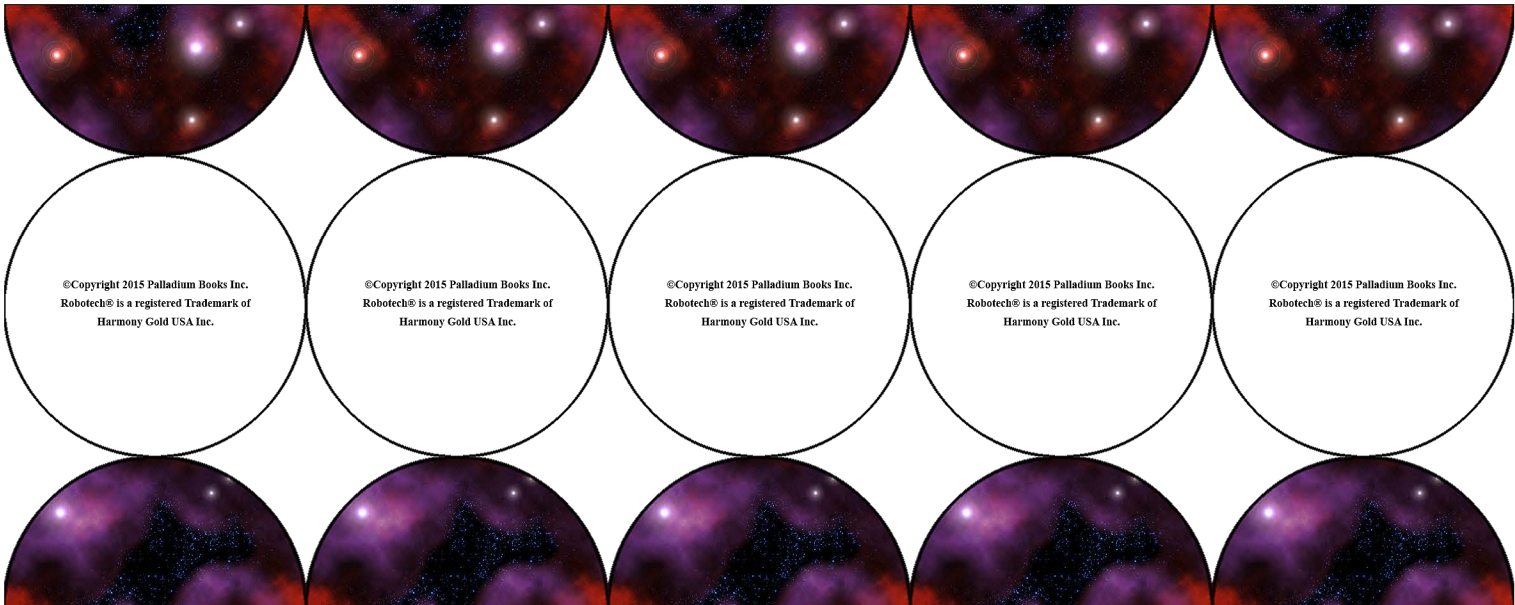 ©Copyright 2015 Palladium Books Inc.
Robotech® is a registered Trademark of
Harmony Gold USA Inc.
©Copyright 2015 Palladium Books Inc.
Robotech® is a registered Trademark of
Harmony Gold USA Inc.
©Copyright 2015 Palladium Books Inc.
Robotech® is a registered Trademark of
Harmony Gold USA Inc.
©Copyright 2015 Palladium Books Inc.
Robotech® is a registered Trademark of
Harmony Gold USA Inc.
©Copyright 2015 Palladium Books Inc.
Robotech® is a registered Trademark of
Harmony Gold USA Inc.